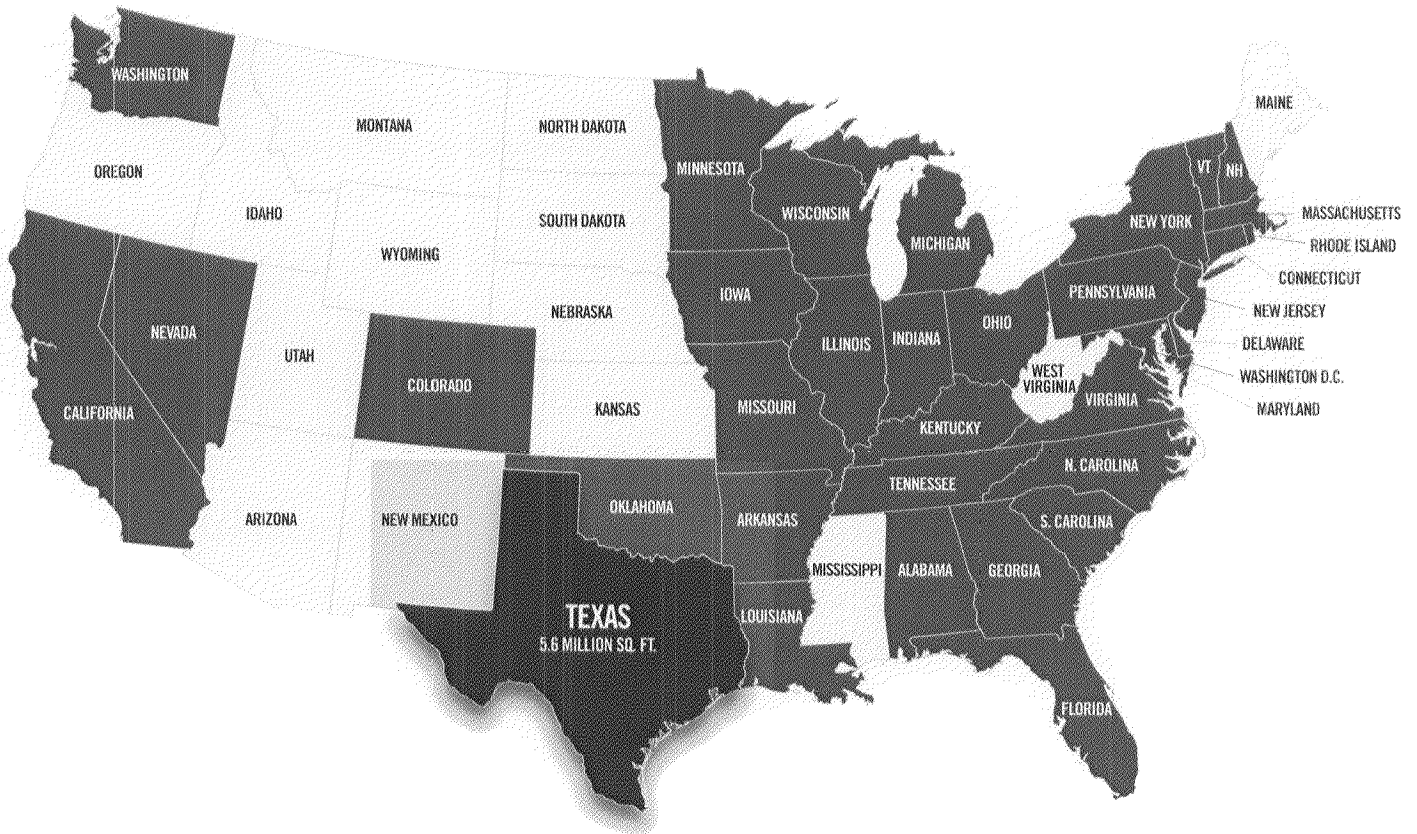 WASHINGTON
MONTANA
NORTH DAKOTA
MINNESOTA
MAINE
OREGON
IDAHO
WYOMING
SOUTH DAKOTA
WISCONSIN
MICHIGAN
NEW YORK
VT
NH
MASSACHUSETTS
RHODE ISLAND
CONNECTICUT
NEW JERSEY
DELAWARE
WASHINGTON D.C.
MARYLAND
NEVADA
UTAH
COLORADO
NEBRASKA
IOWA
ILLINOIS
INDIANA
OHIO
PENNSYLVANIA
CALIFORNIA
KANSAS
MISSOURI
KENTUCKY
WEST
VIRGINIA
VIRGINIA
ARIZONA
NEW MEXICO
OKLAHOMA
ARKANSAS
TENNESSEE
N. CAROLINA
S. CAROLINA
TEXAS
5.6 MILLION SQ. FT.
LOUISIANA
MISSISSIPPI
ALABAMA
GEORGIA
FLORIDA